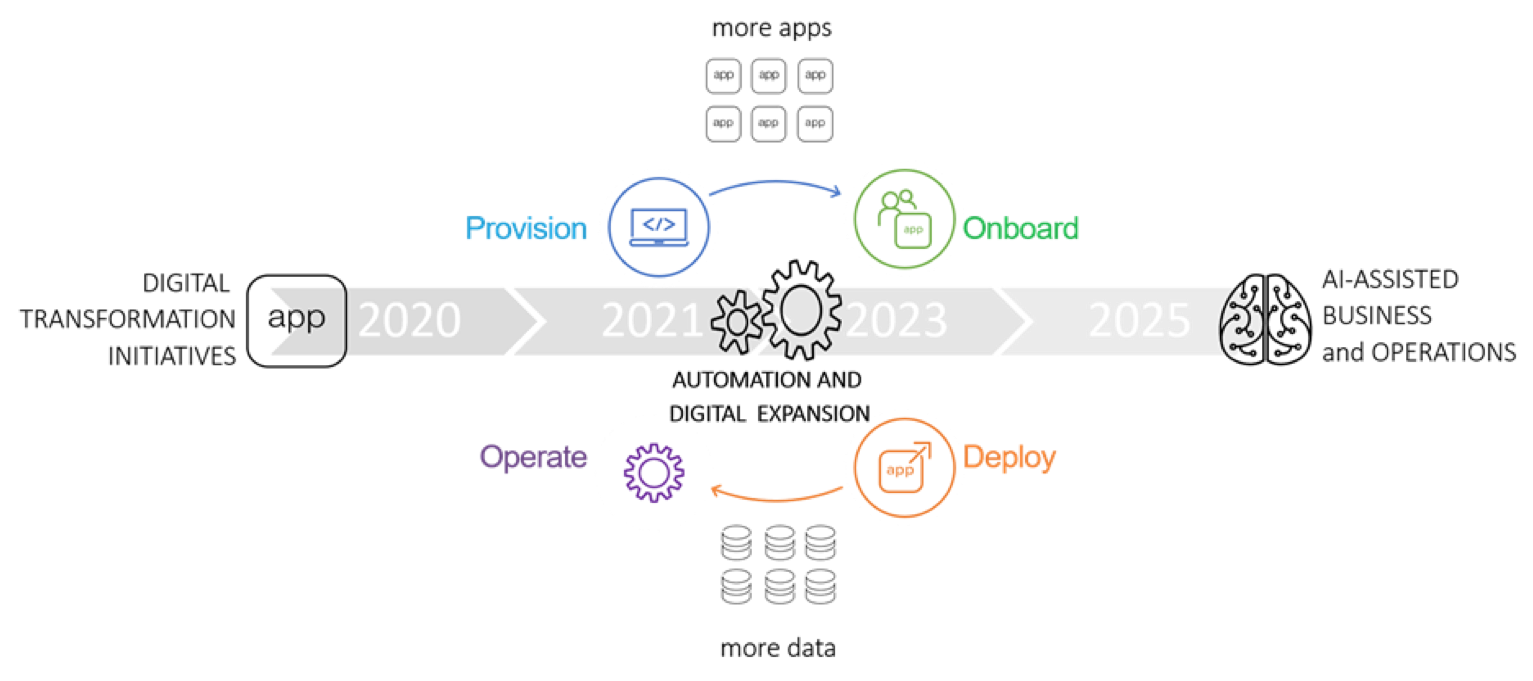 more apps
app app app
app app app
Provision
</>
app
Onboard
DIGITAL
TRANSFORMATION
INITIATIVES
app
2020
2021
2023
2025
AI-ASSISTED
BUSINESS
and OPERATIONS
AUTOMATION AND
DIGITAL EXPANSION
Operate
app
Deploy
more data